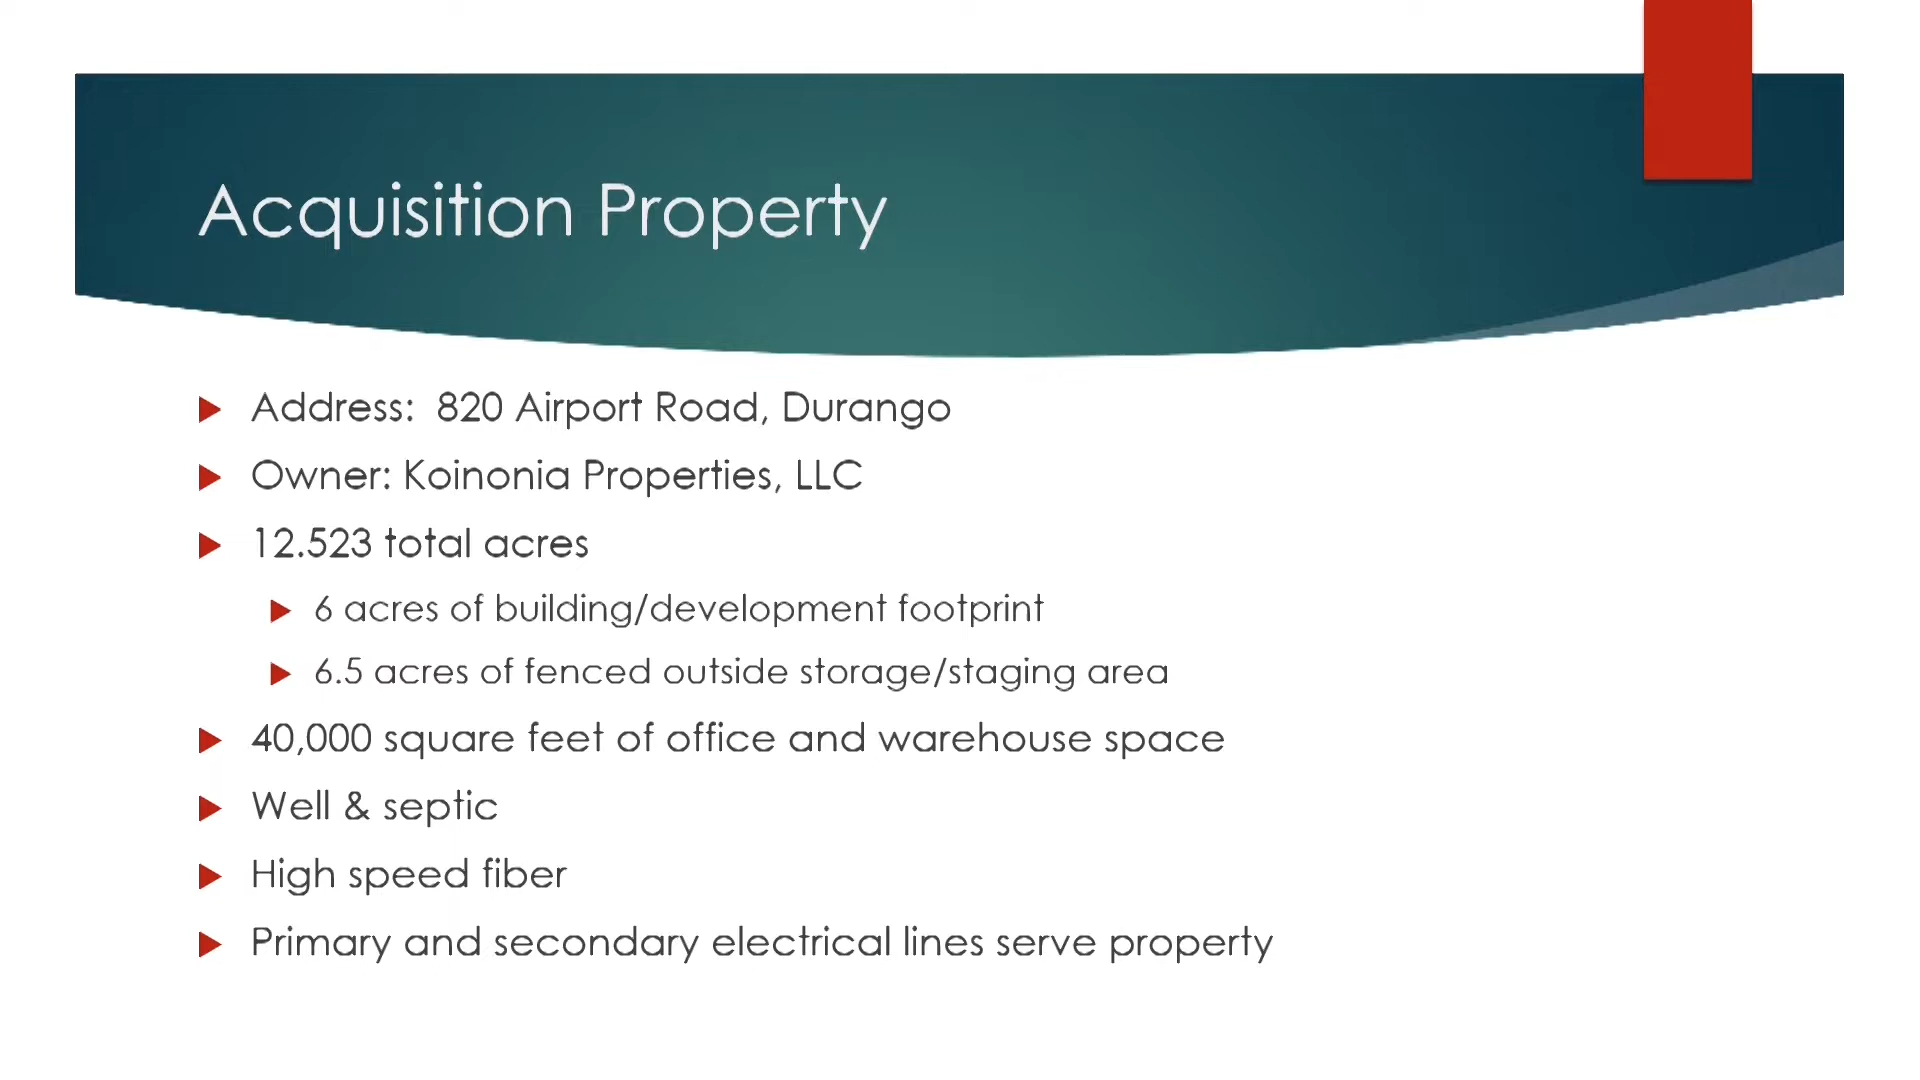 Acquisition Property
Address:  820 Airport Road, Durango
Owner: Koinonia Properties, LLC
12.523 total acres
6 acres of building/development footprint
6.5 acres of fenced outside storage/staging area
40,000 square feet of office and warehouse space
Well & septic
High speed fiber
Primary and secondary electrical lines serve property